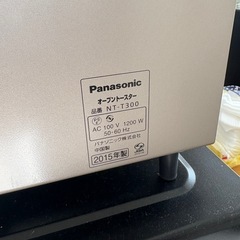 Panasonic
オーブントースター
品番 NT-T300
AC 100 V 1200 W
50-60 Hz
パナソニック株式会社
中国製
2015年製